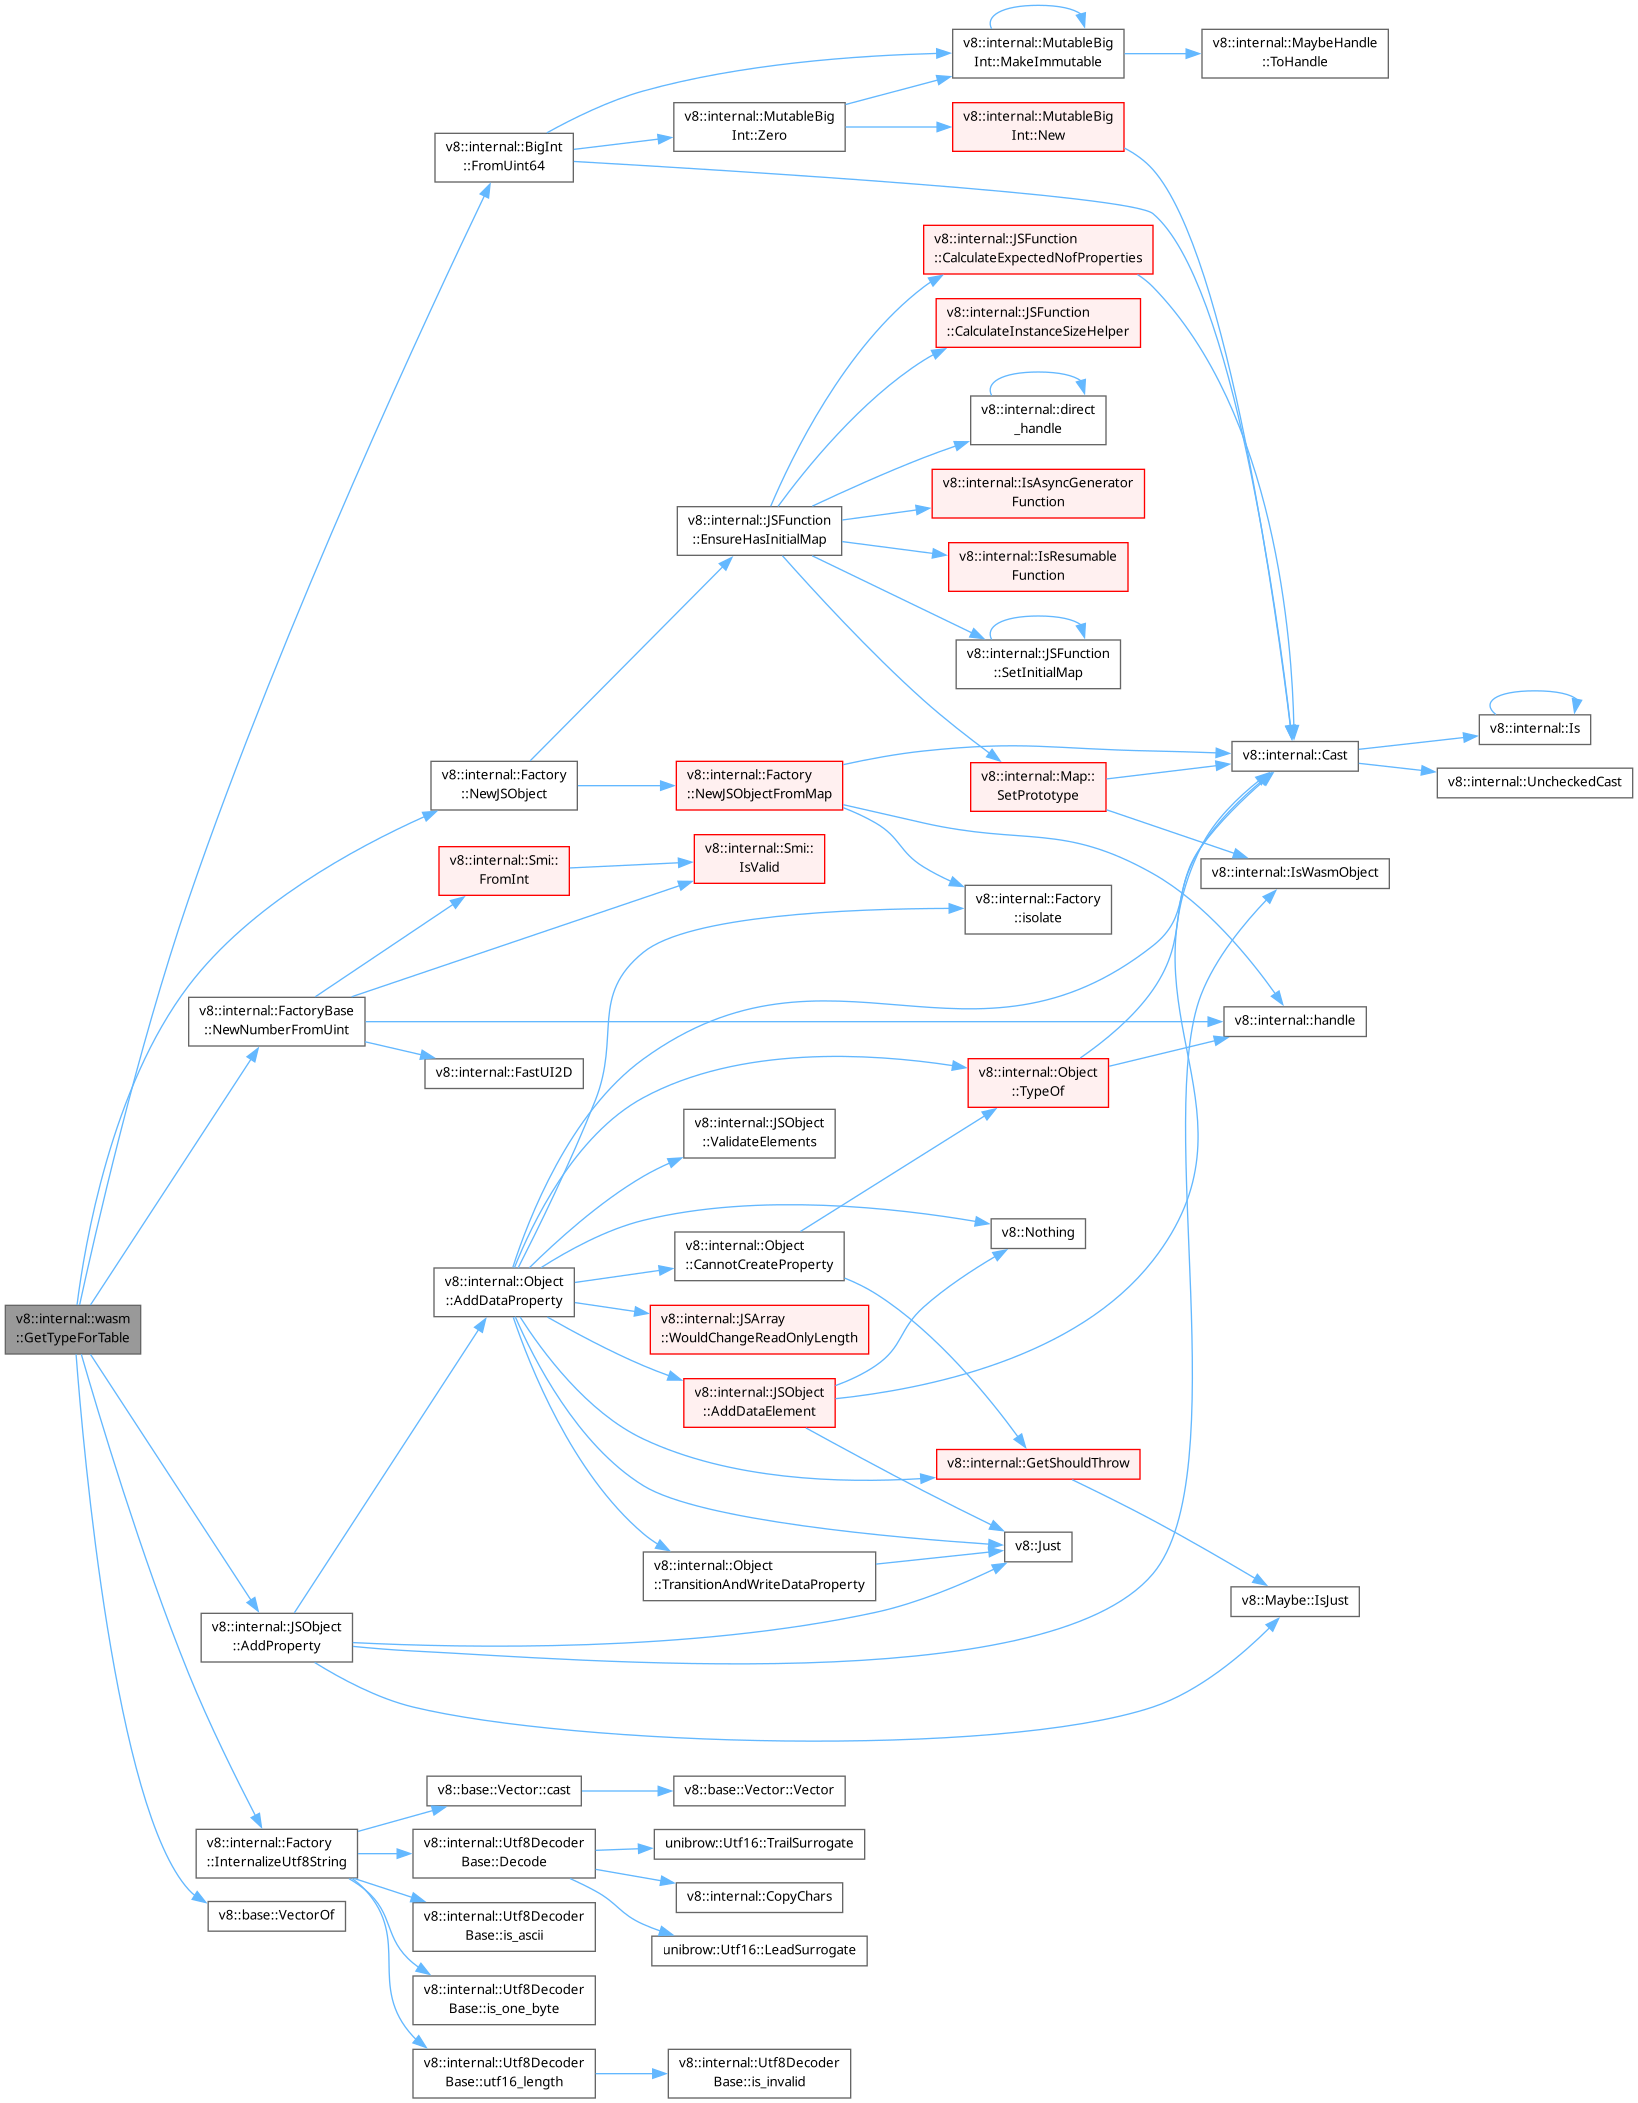 v8::internal::MutableBig
Int::MakeImmutable
v8::internal::MaybeHandle
::ToHandle
v8::internal::MutableBig
Int::Zero
v8::internal::MutableBig
Int::New
v8::internal::BigInt
::FromUint64
v8::internal::JSFunction
::CalculateExpectedNofProperties
v8::internal::JSFunction
::CalculateInstanceSizeHelper
v8::internal::direct
_handle
v8::internal::IsAsyncGenerator
Function
v8::internal::JSFunction
::EnsureHasInitialMap
v8::internal::IsResumable
Function
v8::internal::JSFunction
::SetInitialMap
v8::internal::Is
v8::internal::Cast
v8::internal::UncheckedCast
v8::internal::Factory
::NewJSObject
v8::internal::Factory
::NewJSObjectFromMap
v8::internal::Map::
SetPrototype
v8::internal::Smi::
FromInt
v8::internal::Smi::
IsValid
v8::internal::IsWasmObject
v8::internal::Factory
::isolate
v8::internal::FactoryBase
::NewNumberFromUint
v8::internal::handle
v8::internal::FastUI2D
v8::internal::Object
::TypeOf
v8::internal::JSObject
::ValidateElements
v8::Nothing
v8::internal::Object
::CannotCreateProperty
v8::internal::Object
::AddDataProperty
v8::internal::wasm
::GetTypeForTable
v8::internal::JSArray
::WouldChangeReadOnlyLength
v8::internal::JSObject
::AddDataElement
v8::internal::GetShouldThrow
v8::Just
v8::internal::Object
::TransitionAndWriteDataProperty
v8::Maybe::IsJust
v8::internal::JSObject
::AddProperty
v8::base::Vector::cast
v8::base::Vector::Vector
v8::internal::Factory
::InternalizeUtf8String
v8::internal::Utf8Decoder
Base::Decode
unibrow::Utf16::TrailSurrogate
v8::internal::CopyChars
v8::base::VectorOf
v8::internal::Utf8Decoder
Base::is_ascii
unibrow::Utf16::LeadSurrogate
v8::internal::Utf8Decoder
Base::is_one_byte
v8::internal::Utf8Decoder
Base::utf16_length
v8::internal::Utf8Decoder
Base::is_invalid